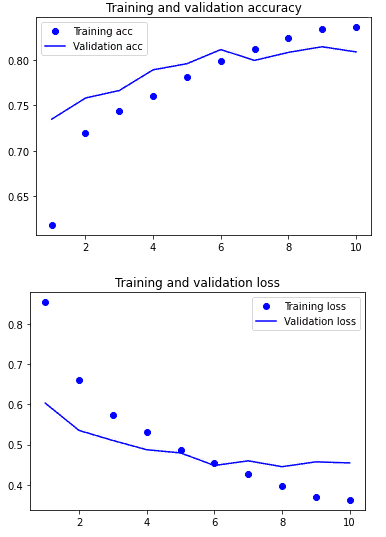 Training and validation accuracy
Training acc
Validation acc
0.80
0.75
0.70
0.65
2 4 6 8 10
Training and validation loss
Training loss
Validation loss
0.8
0.7
0.6
0.5
0.4
2 4 6 8 10